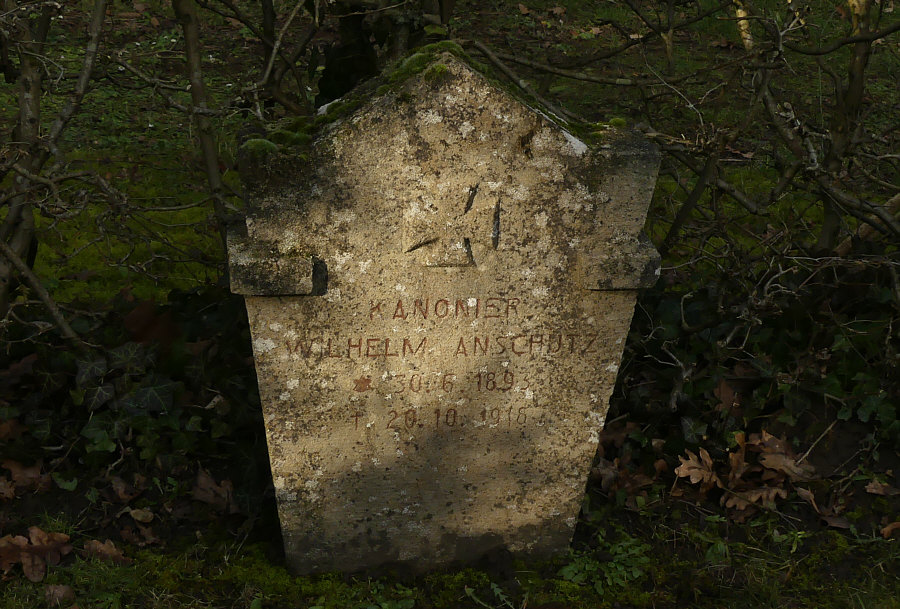 KANONIER
WILHELM ANSCHÜTZ
* 30. 6. 189
† 20. 10. 1918